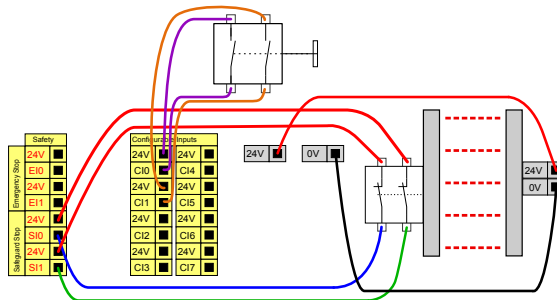 Safety
Emergency Stop
24V
EI0
24V
EI1
Safeguard Stop
24V
SI0
24V
SI1
Configurable Inputs
24V 24V
CI0 CI4
24V 24V
CI1 CI5
24V 24V
CI2 CI6
24V 24V
CI3 CI7
24V 0V
24V
0V